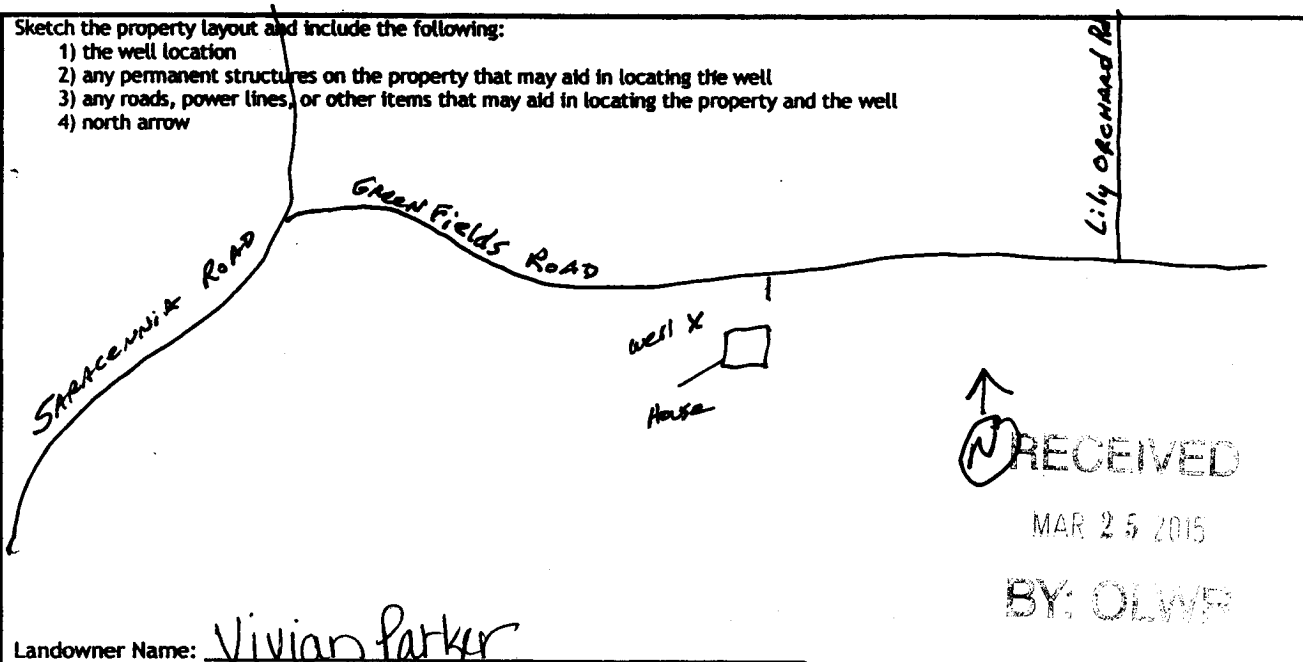 Sketch the property layout and include the following:
1) the well location
2) any permanent structures on the property that may aid in locating the well
3) any roads, power lines, or other items that may aid in locating the property and the well
4) north arrow
Lily ORCHARD Rd
GREEN Fields ROAD
SARACENNIA ROAD
well X
House
N
RECEIVED
MAR 25 2015
BY: OLWR
Landowner Name: Vivian Parker